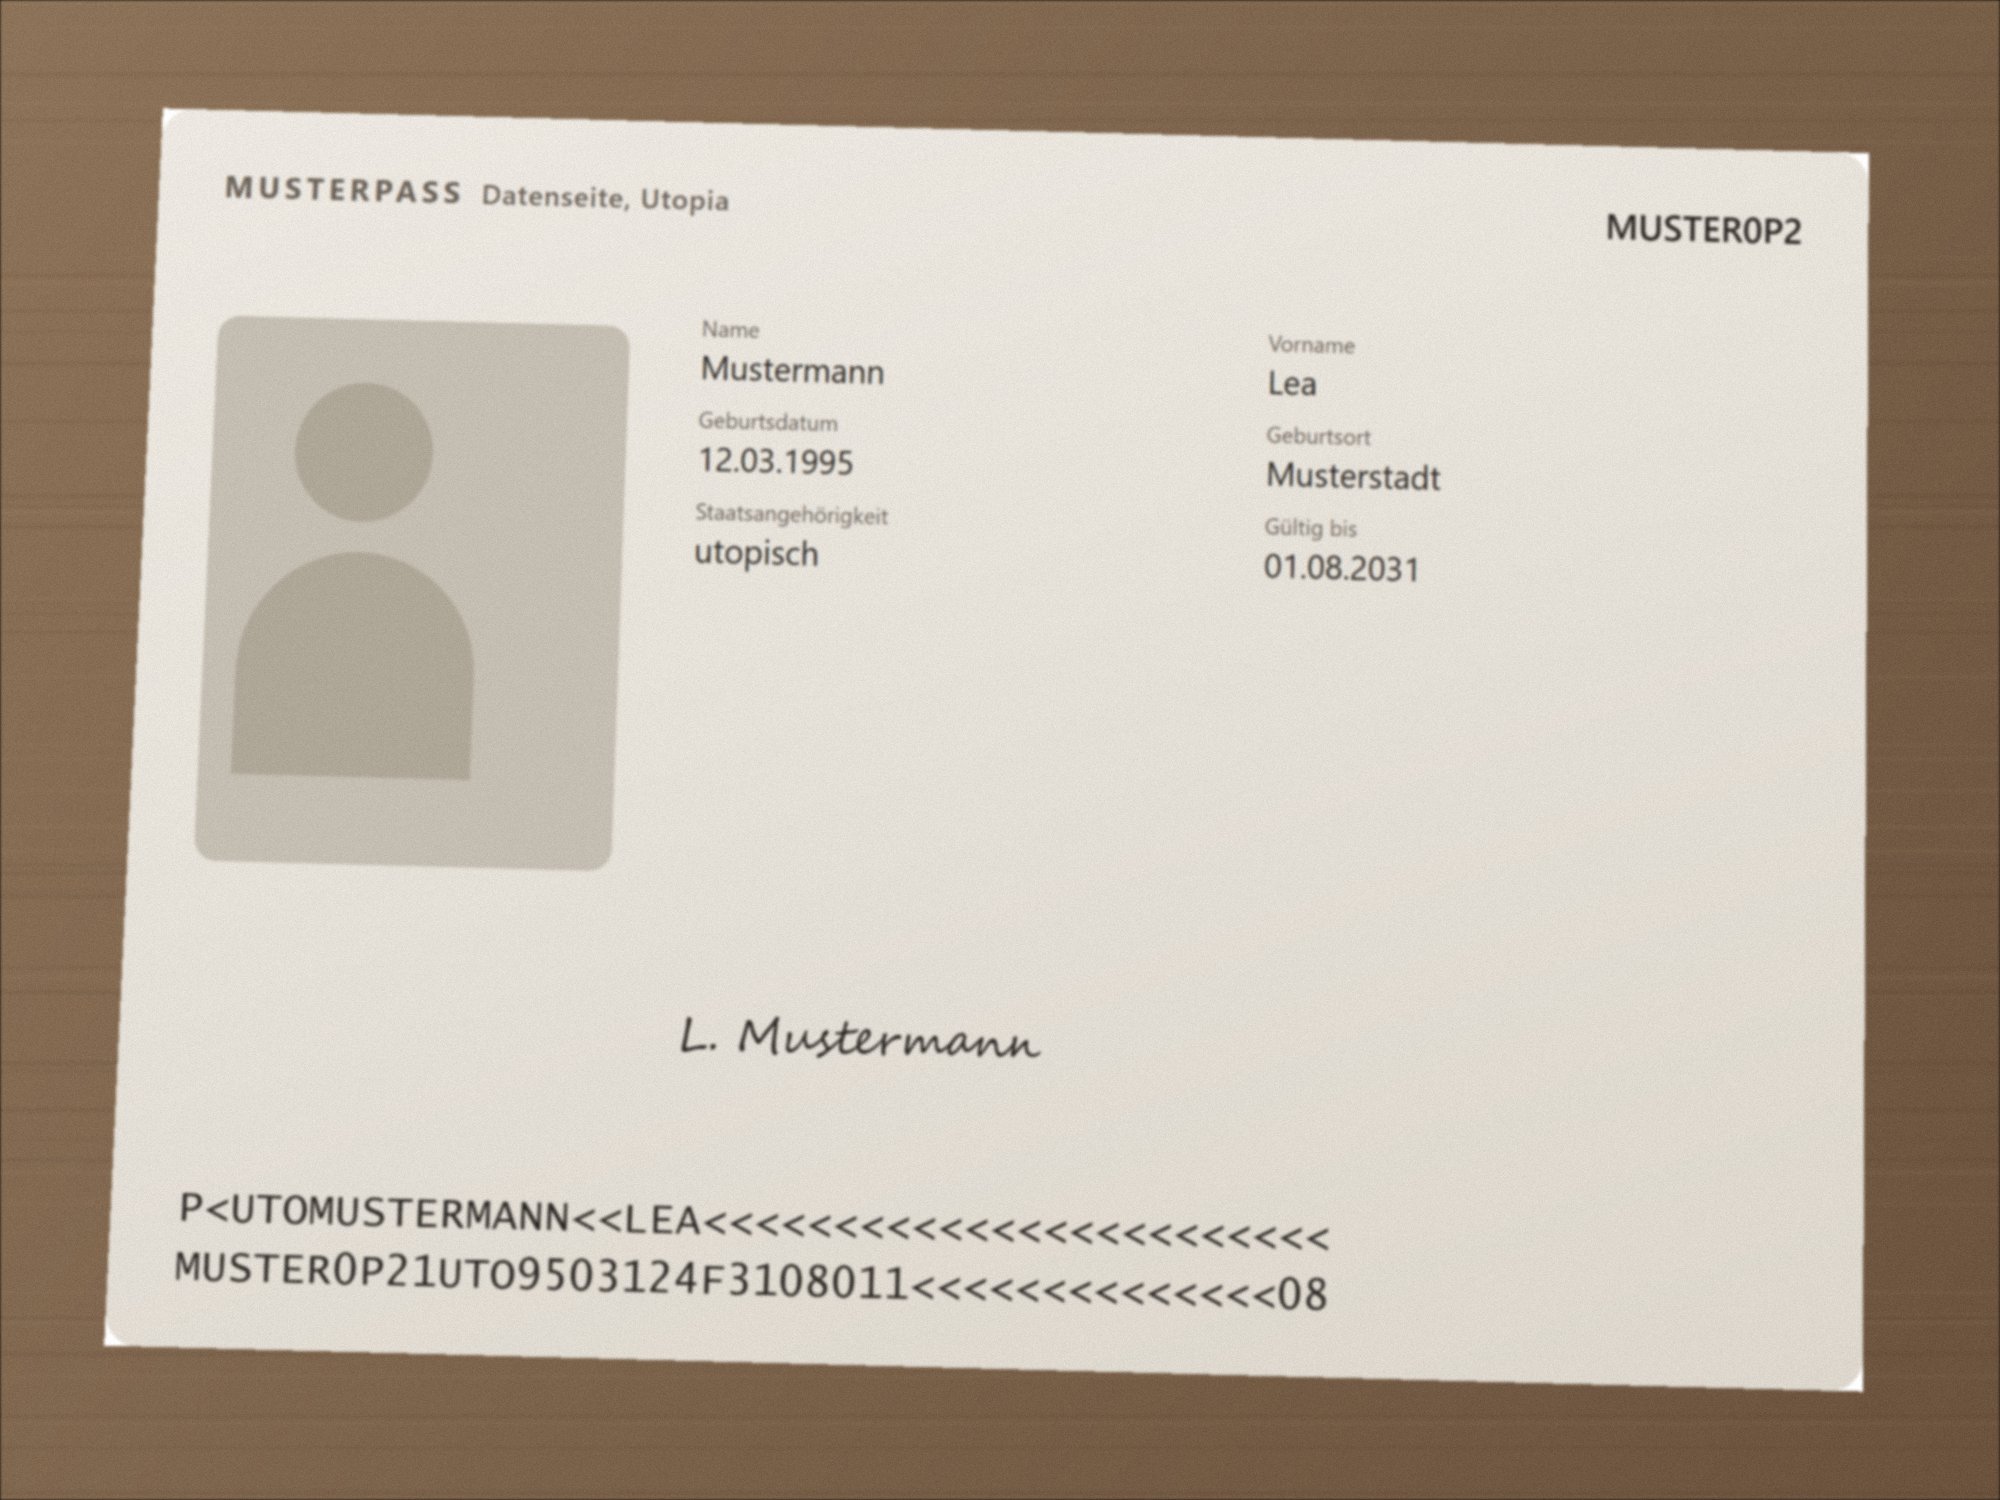 MUSTERPASS Datenseite, Utopia
MUSTER0P2
Name
Mustermann
Vorname
Lea
Geburtsdatum
12.03.1995
Geburtsort
Musterstadt
Staatsangehörigkeit
utopisch
Gültig bis
01.08.2031
L. Mustermann
P<UTOMUSTERMANN<<LEA<<<<<<<<<<<<<<<<<<<<<<<<
MUSTER0P21UTO9503124F3108011<<<<<<<<<<<<<<08